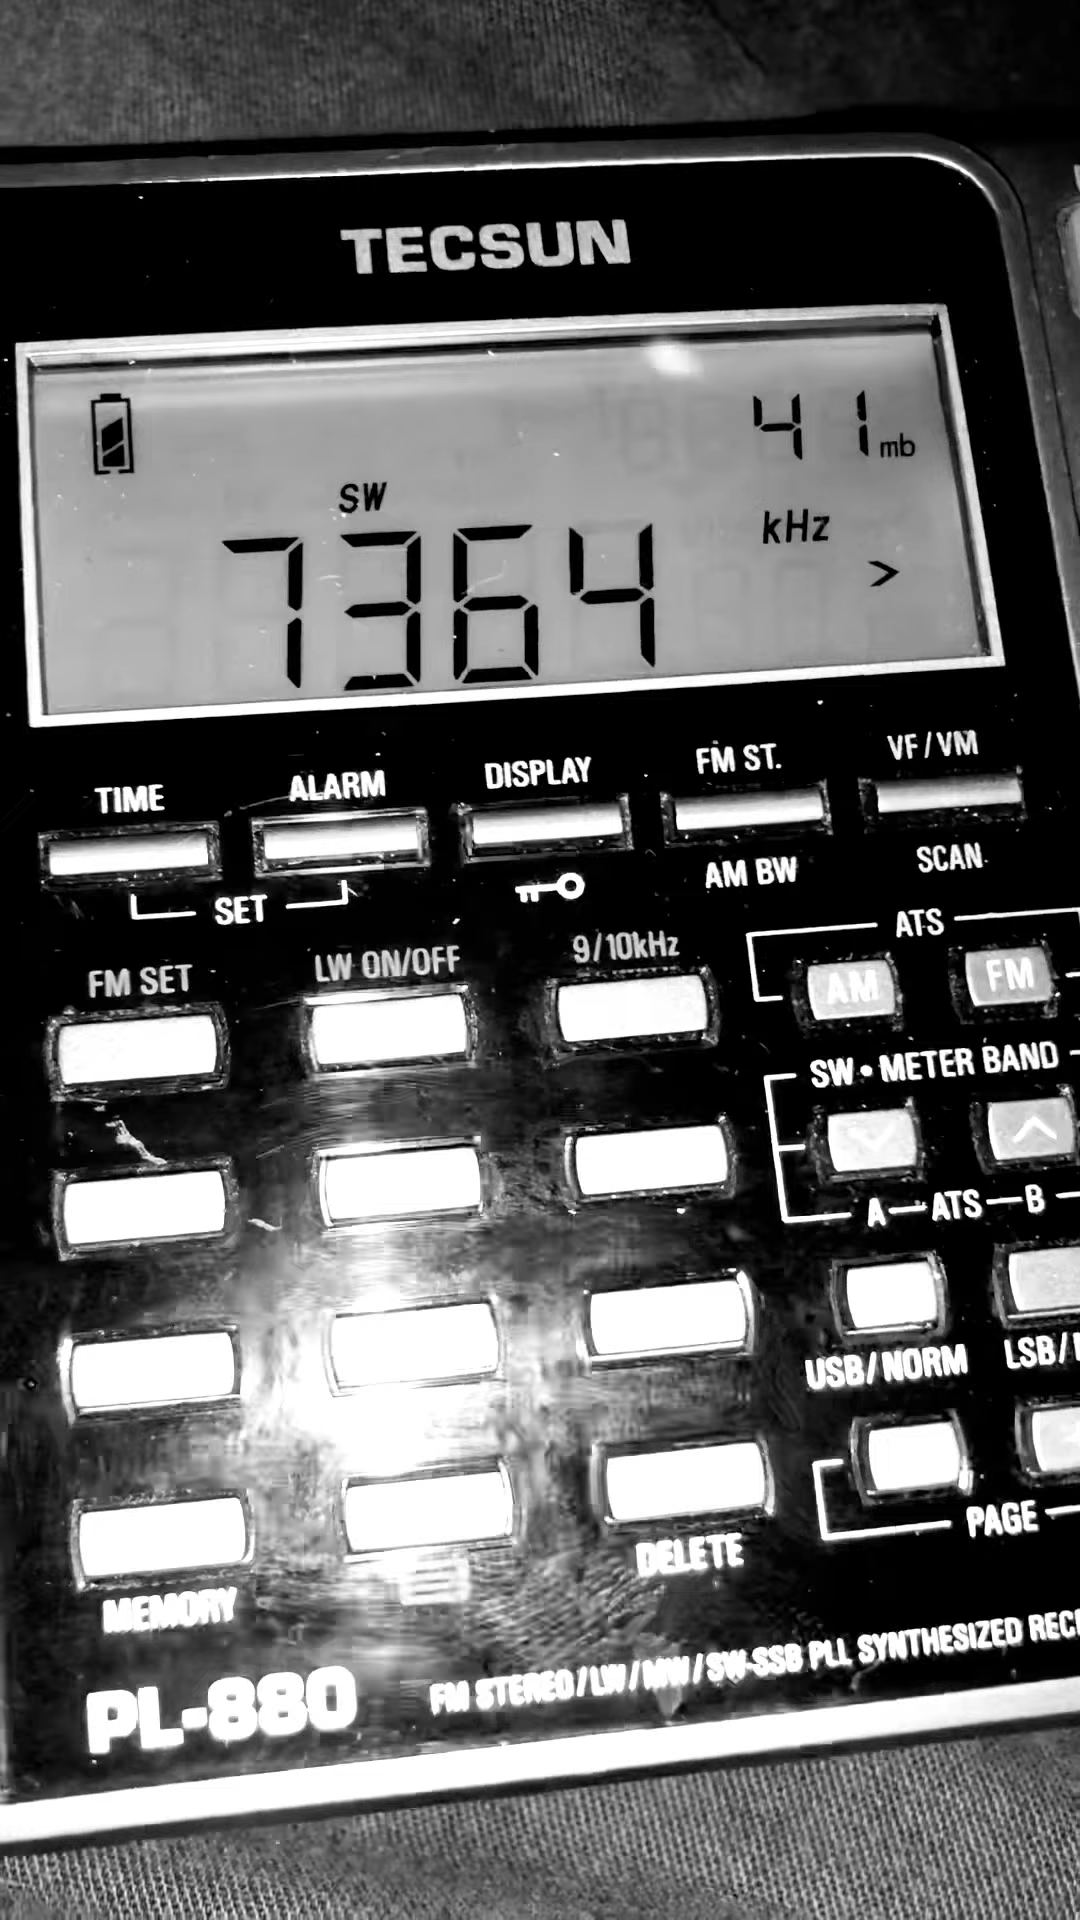 TECSUN
41 mb
SW
kHz
7364 >
TIME ALARM DISPLAY FM ST. VF/VM
SET AM BW SCAN
ATS
FM SET LW ON/OFF 9/10kHz
AM FM
SW•METER BAND
A—ATS—B
USB/NORM LSB/
PAGE
MEMORY DELETE
PL-880 FM STEREO/LW/MW/SW-SSB PLL SYNTHESIZED